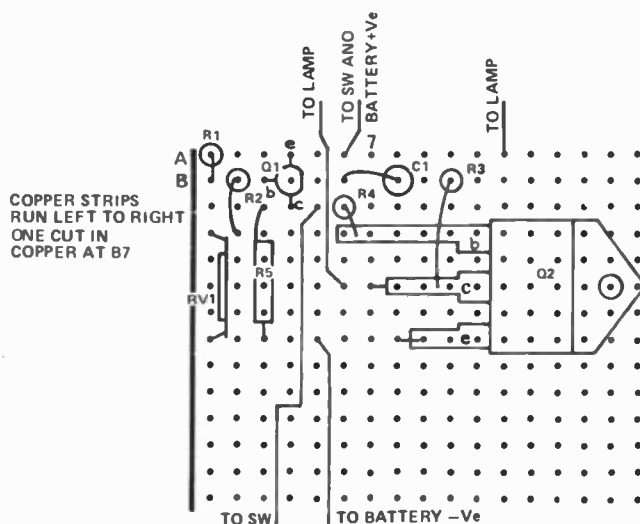 TO LAMP
TO SW ANO
BATTERY+Ve
TO LAMP
7
R1
e
A
B
Q1
b
c
R2
C1
R3
R4
COPPER STRIPS
RUN LEFT TO RIGHT
ONE CUT IN
COPPER AT B7
b
Q2
R5
c
RV1
e
TO SW
TO BATTERY –Ve